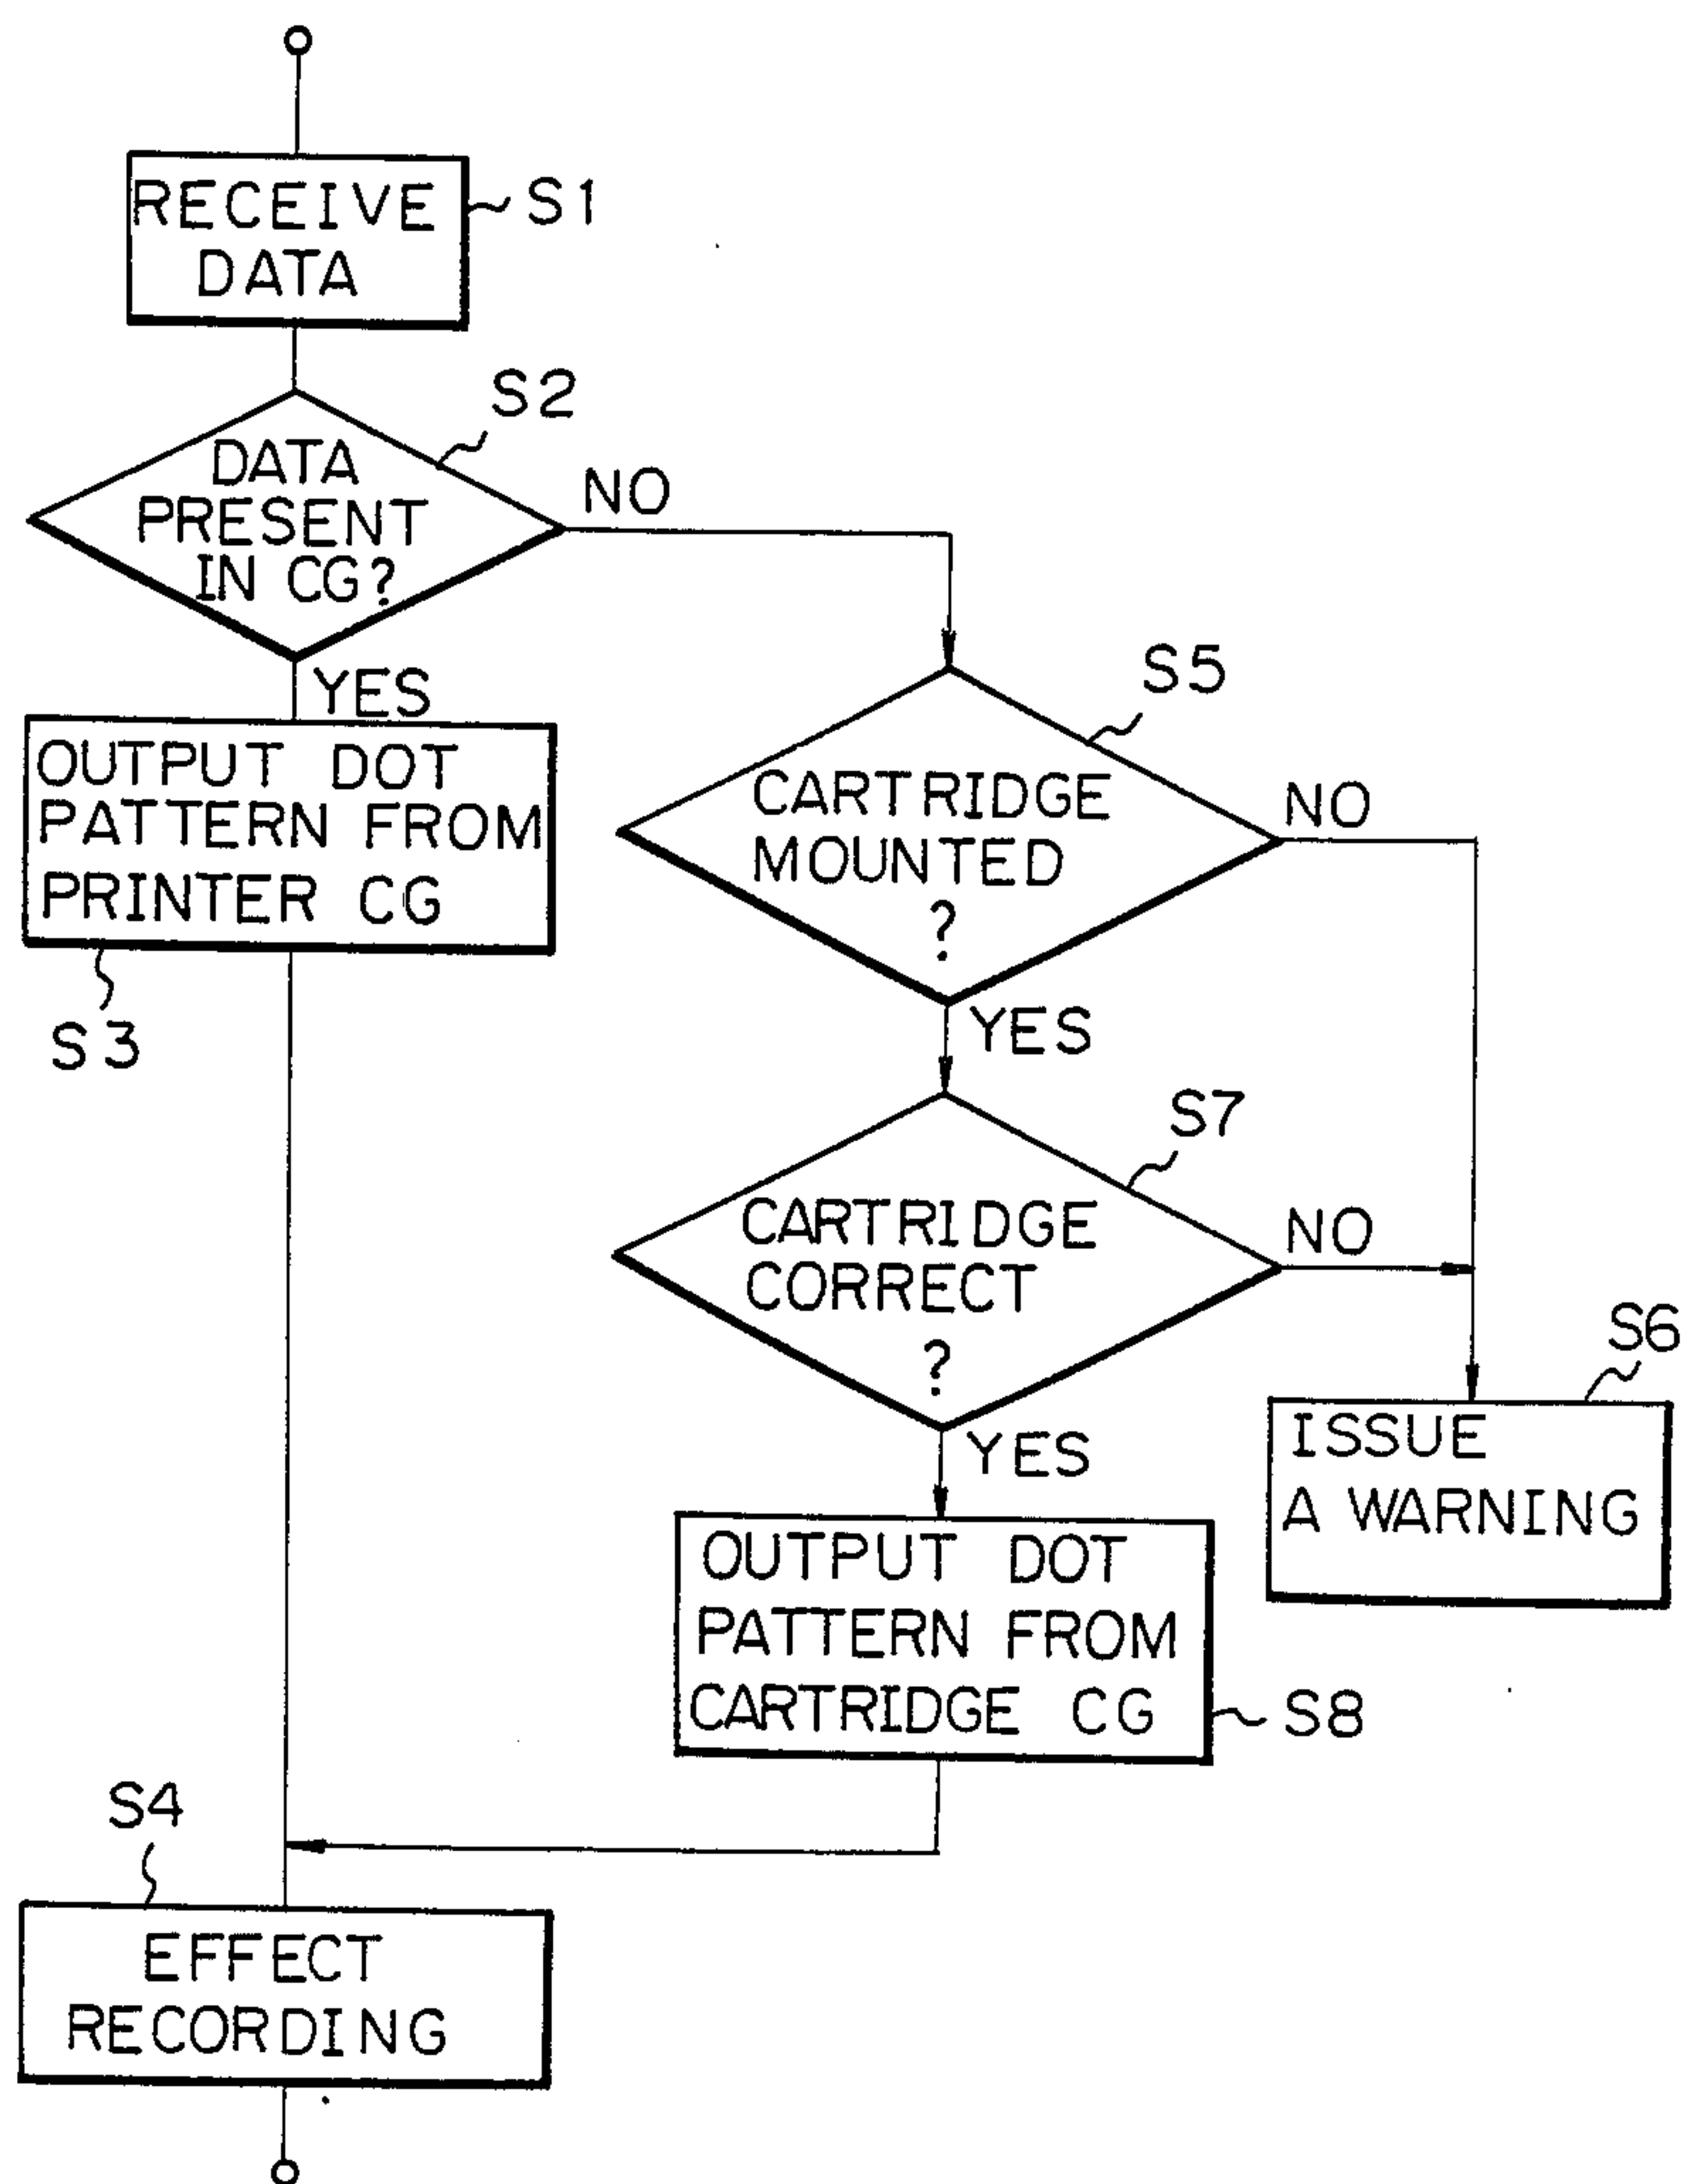 RECEIVE
DATA
S1
S2
DATA
PRESENT
IN CG?
NO
YES
OUTPUT DOT
PATTERN FROM
PRINTER CG
S3
S5
CARTRIDGE
MOUNTED
?
NO
YES
S7
CARTRIDGE
CORRECT
?
NO
YES
S6
ISSUE
A WARNING
OUTPUT DOT
PATTERN FROM
CARTRIDGE CG
S8
S4
EFFECT
RECORDING